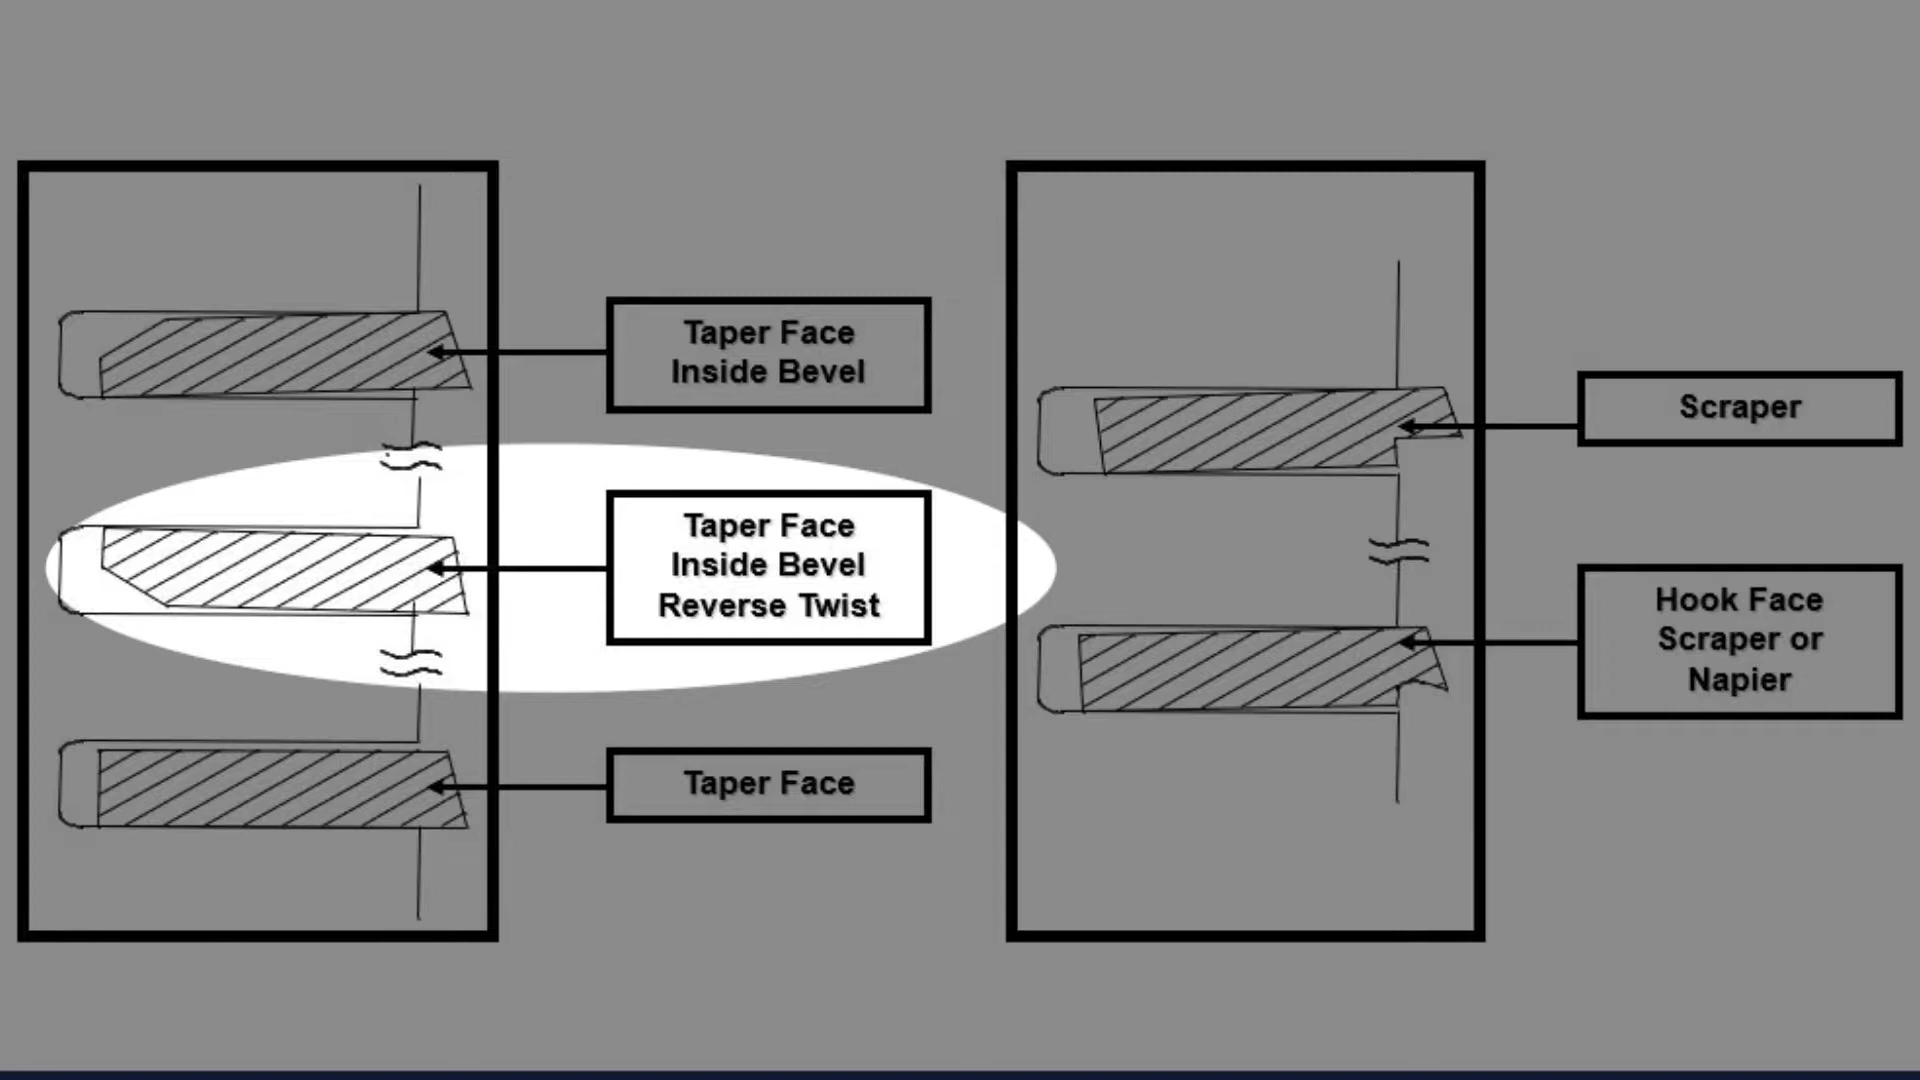 Taper Face
Inside Bevel
Taper Face
Inside Bevel
Reverse Twist
Taper Face
Scraper
Hook Face
Scraper or
Napier